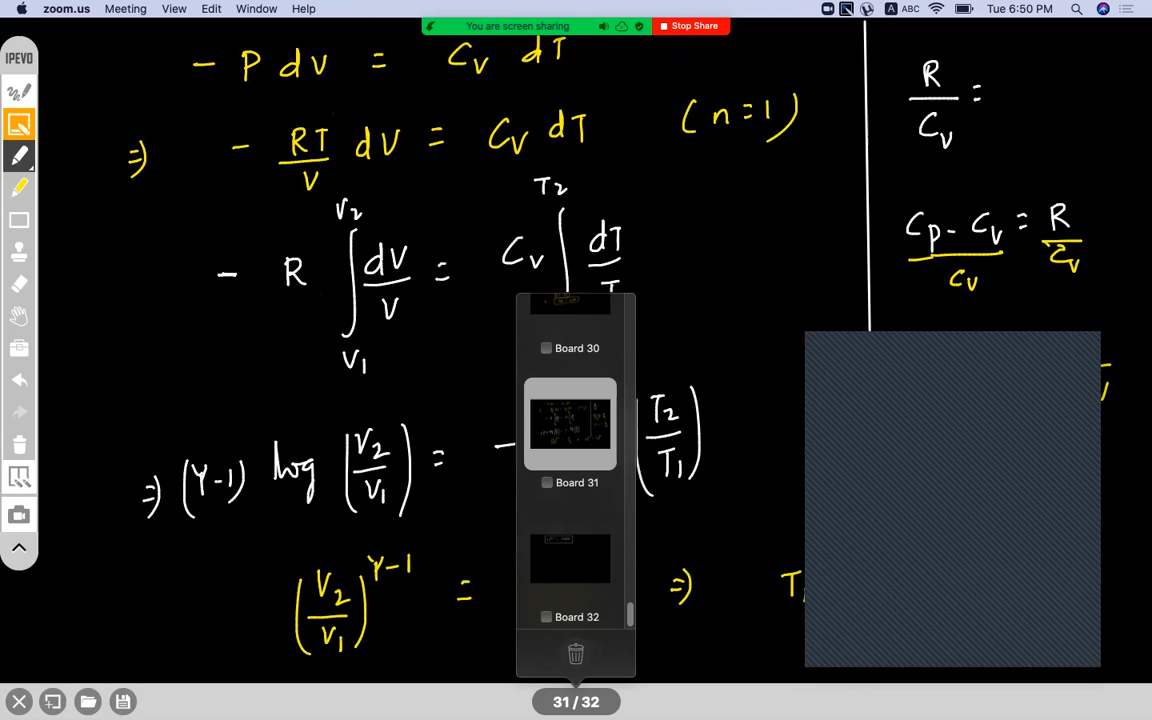 zoom.us Meeting View Edit Window Help
ABC Tue 6:50 PM
You are screen sharing Stop Share
IPEVO
- P dv = Cv dT
⇒ - RT/V dV = Cv dT (n=1)
- R ∫V1^V2 dV/V = Cv ∫^T2 dT/T
⇒ (γ-1) log (V2/V1) = - (T2/T1)
(V2/V1)^γ-1 = ⇒ T
R/Cv =
Cp - Cv/Cv = R/Cv
Board 30
Board 31
Board 32
31 / 32